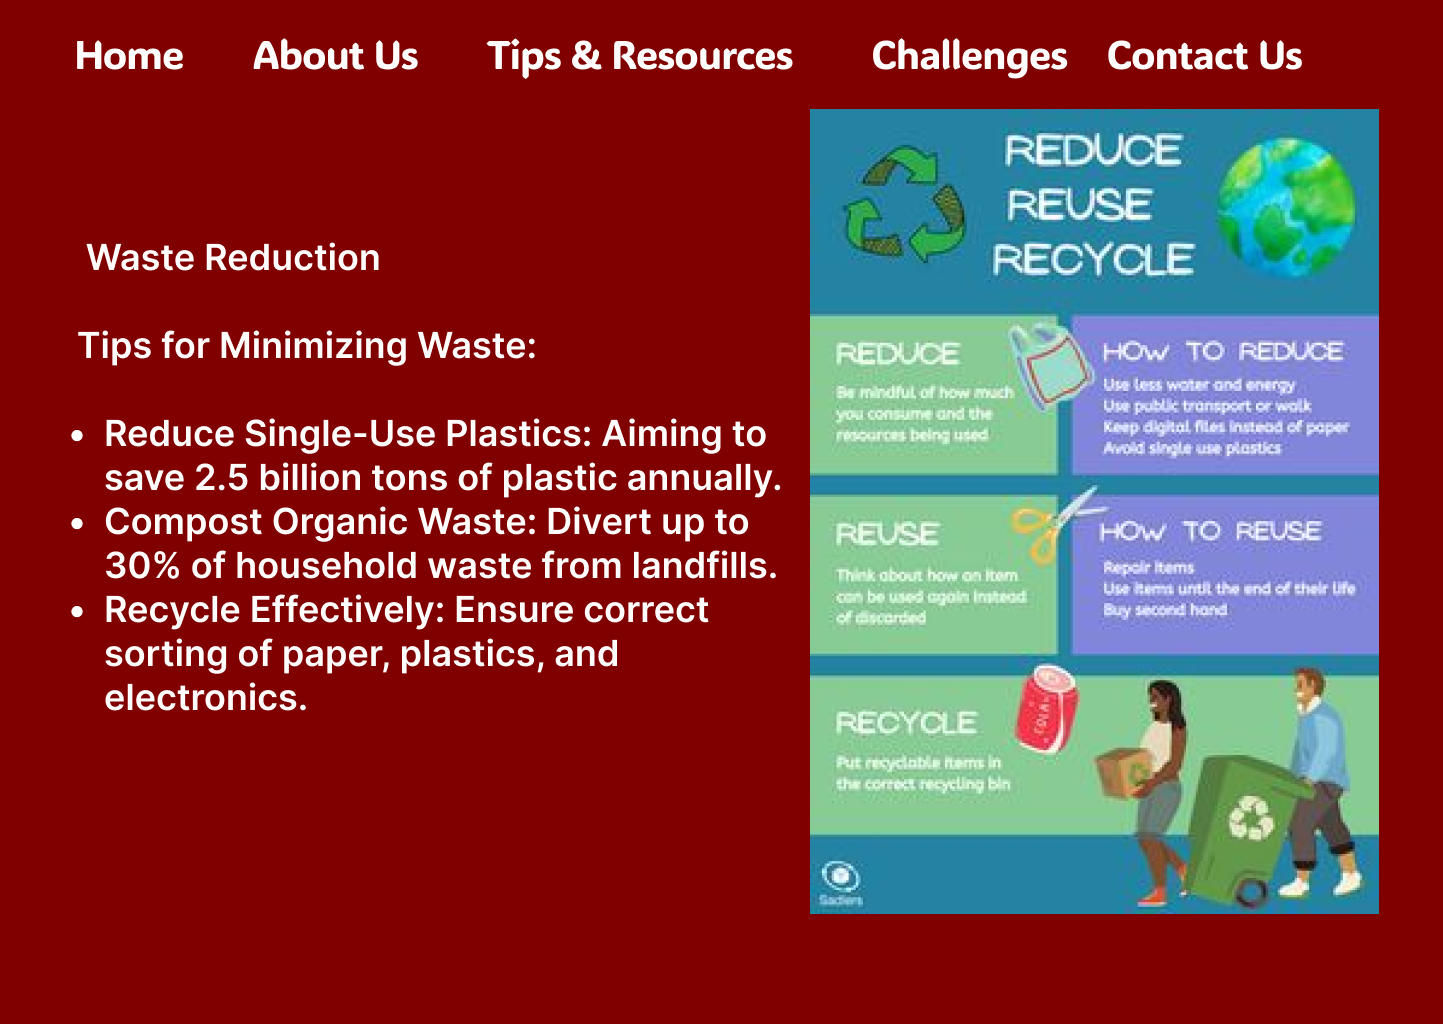 Home About Us Tips & Resources Challenges Contact Us
Waste Reduction
Tips for Minimizing Waste:
• Reduce Single-Use Plastics: Aiming to
save 2.5 billion tons of plastic annually.
• Compost Organic Waste: Divert up to
30% of household waste from landfills.
• Recycle Effectively: Ensure correct
sorting of paper, plastics, and
electronics.
REDUCE
REUSE
RECYCLE
REDUCE
Be mindful of how much
you consume and the
resources being used
HOW TO REDUCE
Use less water and energy
Use public transport or walk
Keep digital files instead of paper
Avoid single use plastics
REUSE
Think about how an item
can be used again instead
of discarded
HOW TO REUSE
Repair items
Use items until the end of their life
Buy second hand
RECYCLE
Put recyclable items in
the correct recycling bin
COLA
Sadlers